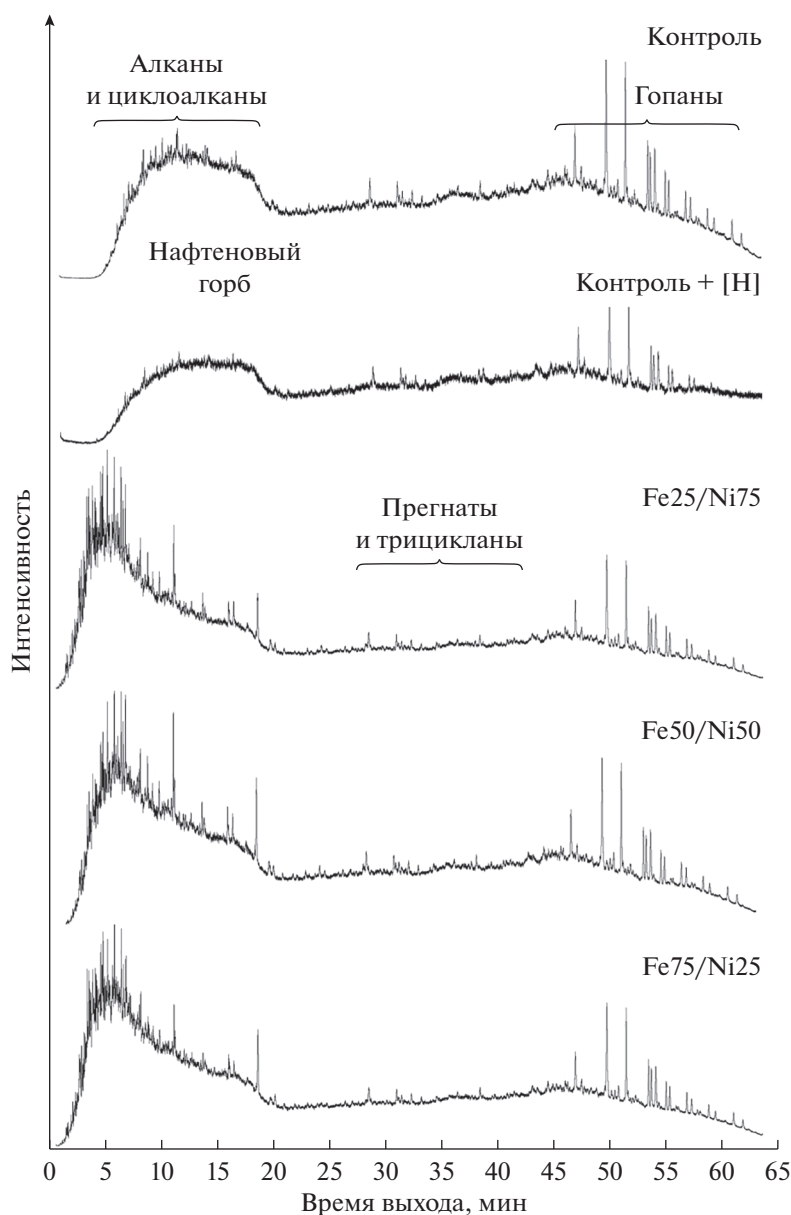 Контроль
Алканы
и циклоалканы
Гопаны
Нафтеновый
горб
Контроль + [H]
Fe25/Ni75
Прегнаты
и трицикланы
Fe50/Ni50
Fe75/Ni25
Интенсивность
0 5 10 15 20 25 30 35 40 45 50 55 60 65
Время выхода, мин